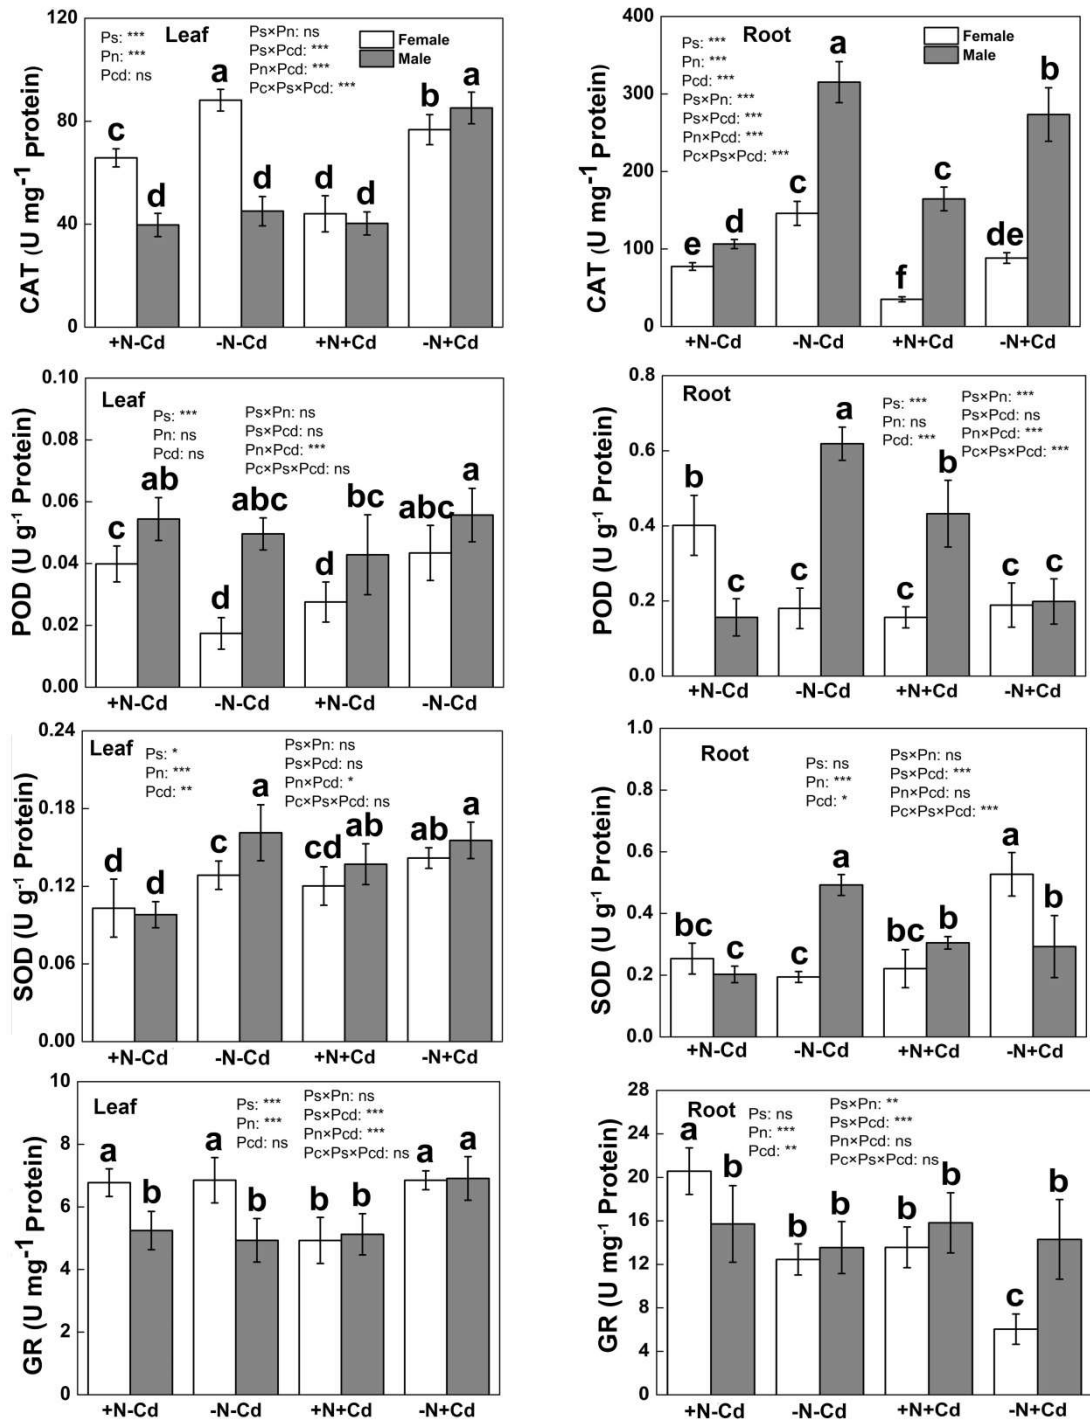 120
80
40
0
CAT (U mg⁻¹ protein)
Ps: ***
Pn: ***
Pcd: ns
Leaf
Ps×Pn: ns
Ps×Pcd: ***
Pn×Pcd: ***
Pc×Ps×Pcd: ***
Female
Male
c d a d d d b a
+N-Cd -N-Cd +N+Cd -N+Cd
400
300
200
100
0
CAT (U mg⁻¹ protein)
Ps: ***
Pn: ***
Pcd: ***
Ps×Pn: ***
Ps×Pcd: ***
Pn×Pcd: ***
Pc×Ps×Pcd: ***
Root
Female
Male
e d c a f c de b
+N-Cd -N-Cd +N+Cd -N+Cd
0.10
0.08
0.06
0.04
0.02
0.00
POD (U g⁻¹ Protein)
Leaf
Ps: ***
Pn: ns
Pcd: ns
Ps×Pn: ns
Ps×Pcd: ns
Pn×Pcd: ***
Pc×Ps×Pcd: ns
c ab d abc d bc abc a
+N-Cd -N-Cd +N-Cd -N-Cd
0.8
0.6
0.4
0.2
0.0
POD (U g⁻¹ Protein)
Root
Ps: ***
Pn: ns
Pcd: ***
Ps×Pn: ***
Ps×Pcd: ns
Pn×Pcd: ***
Pc×Ps×Pcd: ***
b c c a c b c c
+N-Cd -N-Cd +N+Cd -N+Cd
0.24
0.18
0.12
0.06
0.00
SOD (U g⁻¹ Protein)
Leaf
Ps: *
Pn: ***
Pcd: **
Ps×Pn: ns
Ps×Pcd: ns
Pn×Pcd: *
Pc×Ps×Pcd: ns
d d c a cd ab ab a
+N-Cd -N-Cd +N+Cd -N+Cd
1.0
0.8
0.6
0.4
0.2
0.0
SOD (U g⁻¹ Protein)
Root
Ps: ns
Pn: ***
Pcd: *
Ps×Pn: ns
Ps×Pcd: ***
Pn×Pcd: ns
Pc×Ps×Pcd: ***
bc c c a bc b a b
+N-Cd -N-Cd +N+Cd -N+Cd
10
8
6
4
2
0
GR (U mg⁻¹ Protein)
Leaf
Ps: ***
Pn: ***
Pcd: ns
Ps×Pn: ns
Ps×Pcd: ***
Pn×Pcd: ***
Pc×Ps×Pcd: ns
a b a b b b a a
+N-Cd -N-Cd +N+Cd -N+Cd
28
24
20
16
12
8
4
0
GR (U mg⁻¹ Protein)
Root
Ps: ns
Pn: ***
Pcd: **
Ps×Pn: **
Ps×Pcd: ***
Pn×Pcd: ns
Pc×Ps×Pcd: ns
a b b b b b c b
+N-Cd -N-Cd +N+Cd -N+Cd